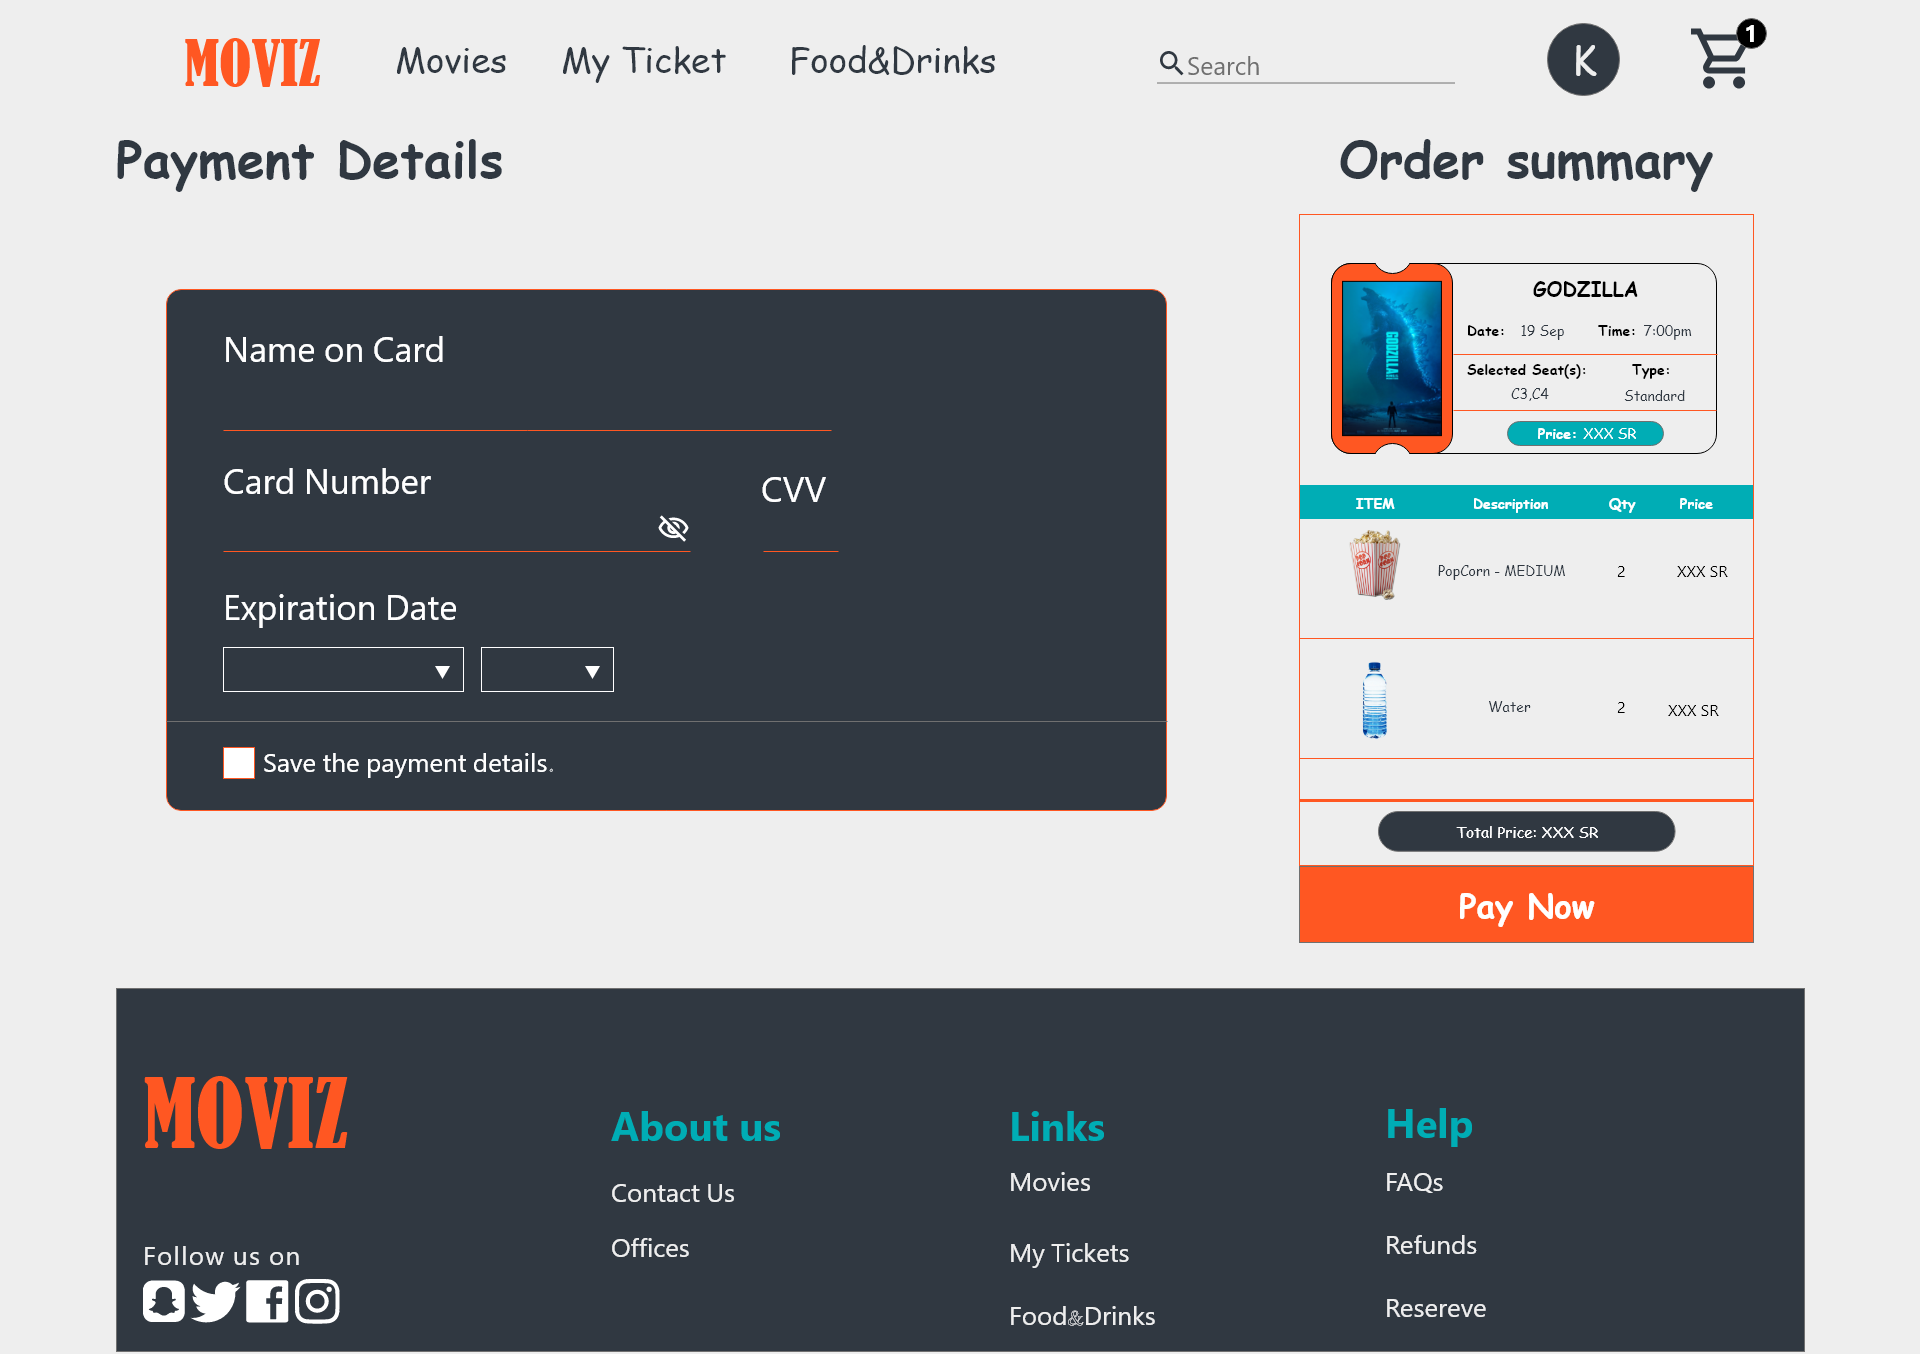 MOVIZ Movies My Ticket Food&Drinks Search K 1
Payment Details
Order summary
Name on Card
Card Number
CVV
Expiration Date
Save the payment details.
GODZILLA
GODZILLA
Date: 19 Sep Time: 7:00pm
Selected Seat(s): Type:
C3,C4 Standard
Price: XXX SR
ITEM Description Qty Price
PopCorn - MEDIUM 2 XXX SR
Water 2 XXX SR
Total Price: XXX SR
Pay Now
MOVIZ
Follow us on
About us
Contact Us
Offices
Links
Movies
My Tickets
Food&Drinks
Help
FAQs
Refunds
Resereve